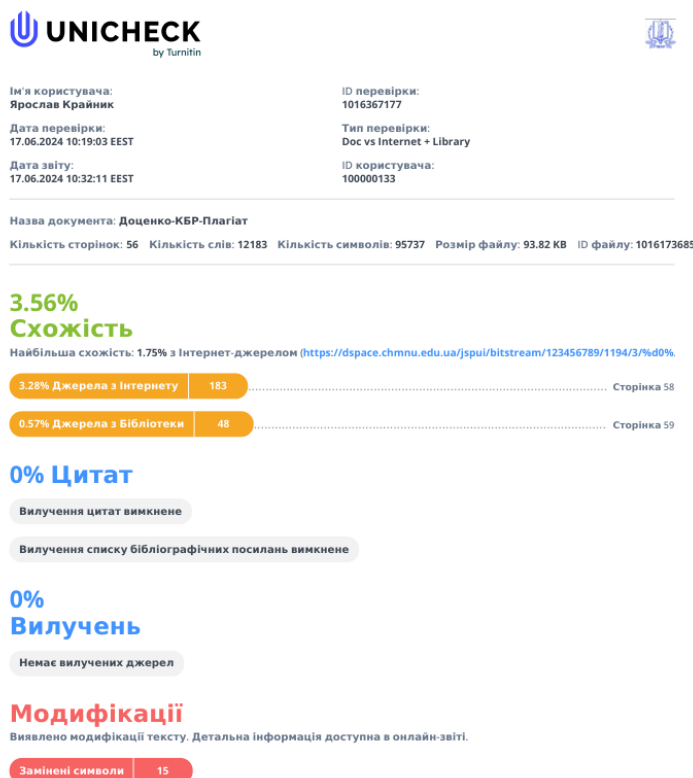 UNICHECK
by Turnitin
Ім'я користувача:
Ярослав Крайник
ID перевірки:
1016367177
Дата перевірки:
17.06.2024 10:19:03 EEST
Тип перевірки:
Doc vs Internet + Library
Дата звіту:
17.06.2024 10:32:11 EEST
ID користувача:
100000133
Назва документа: Доценко-КБР-Плагіат
Кількість сторінок: 56 Кількість слів: 12183 Кількість символів: 95737 Розмір файлу: 93.82 KB ID файлу: 1016173685
3.56%
Схожість
Найбільша схожість: 1.75% з Інтернет-джерелом (https://dspace.chmnu.edu.ua/jspui/bitstream/123456789/1194/3/%d0%.
3.28% Джерела з Інтернету 183 Сторінка 58
0.57% Джерела з Бібліотеки 48 Сторінка 59
0% Цитат
Вилучення цитат вимкнене
Вилучення списку бібліографічних посилань вимкнене
0%
Вилучень
Немає вилучених джерел
Модифікації
Виявлено модифікації тексту. Детальна інформація доступна в онлайн-звіті.
Замінені символи 15